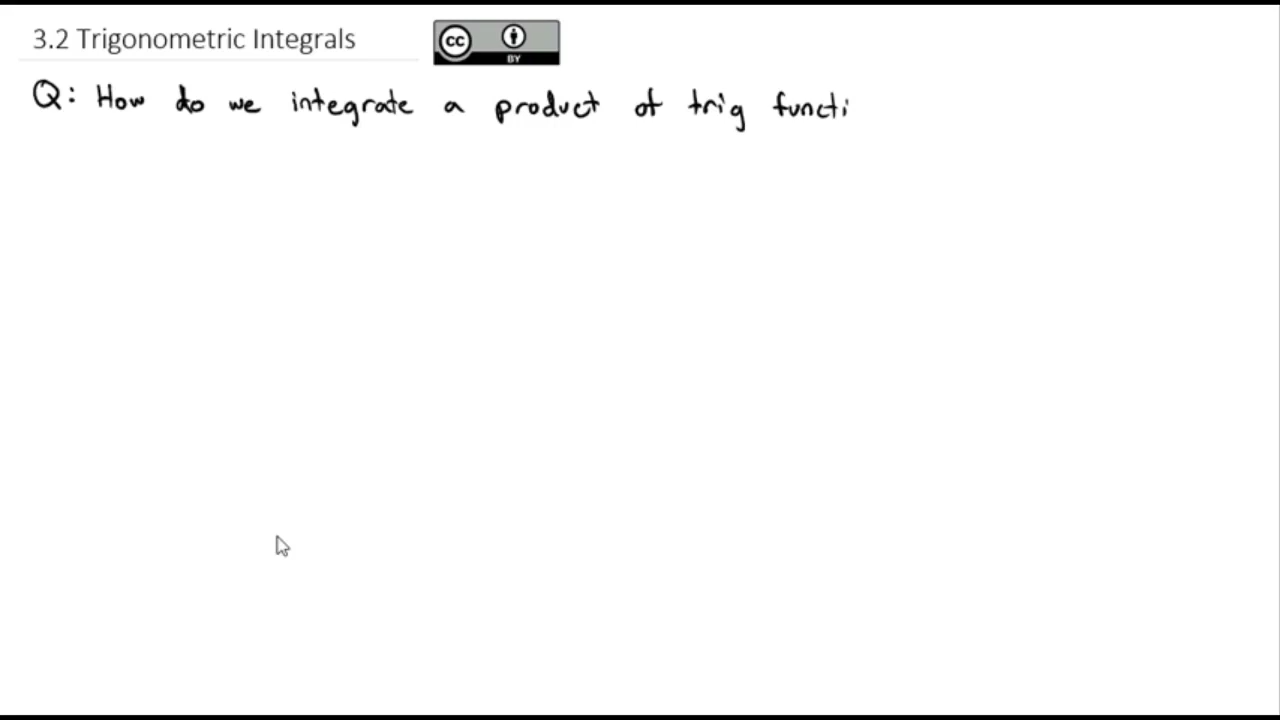 3.2 Trigonometric Integrals
cc BY
Q: How do we integrate a product of trig functi